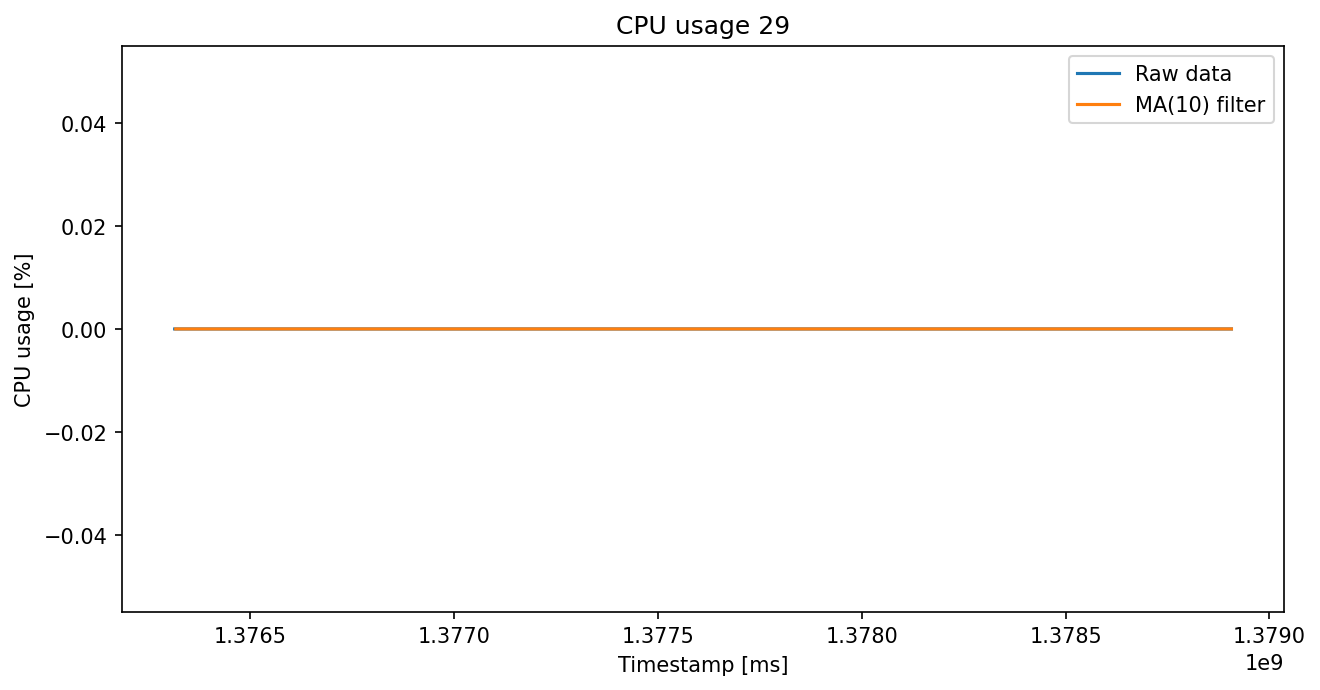 CPU usage 29
Raw data
MA(10) filter
CPU usage [%]
0.04
0.02
0.00
−0.02
−0.04
1.3765 1.3770 1.3775 1.3780 1.3785 1.3790
1e9
Timestamp [ms]